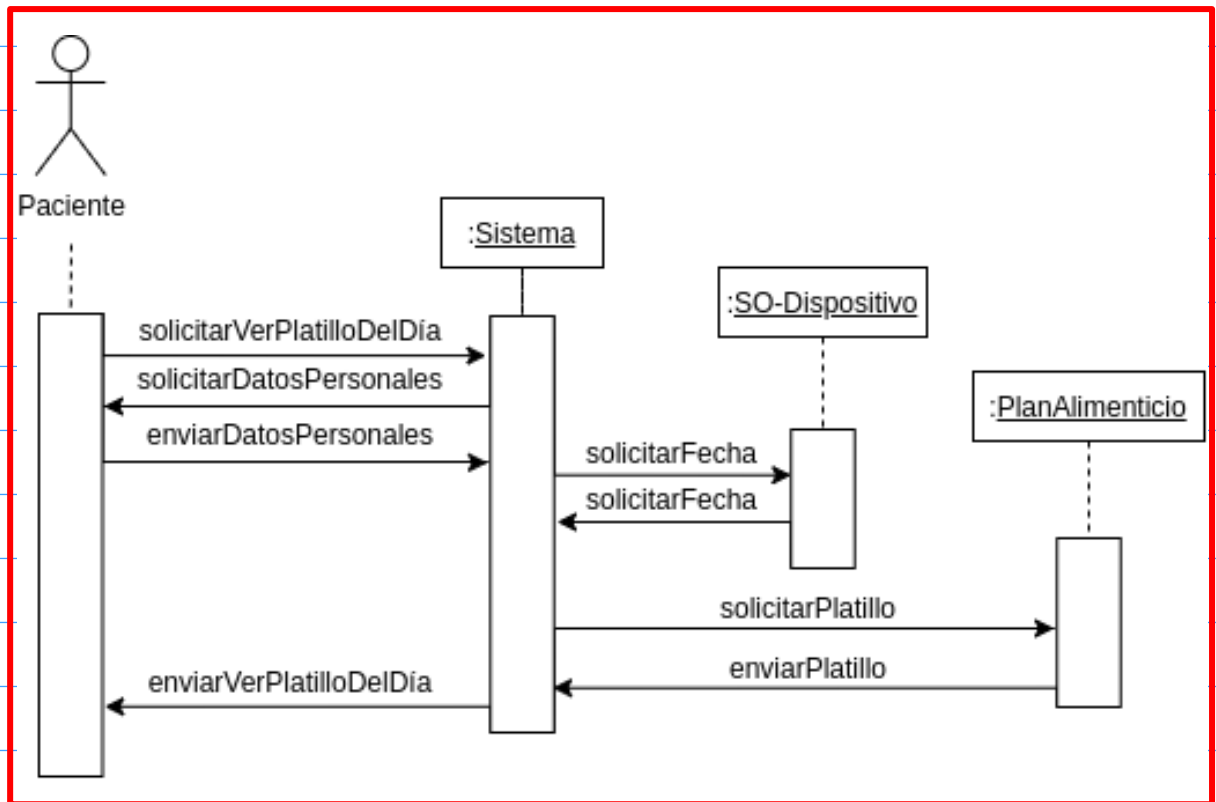 Paciente
:Sistema
:SO-Dispositivo
solicitarVerPlatilloDelDía
solicitarDatosPersonales
:PlanAlimenticio
enviarDatosPersonales
solicitarFecha
solicitarFecha
solicitarPlatillo
enviarPlatillo
enviarVerPlatilloDelDía